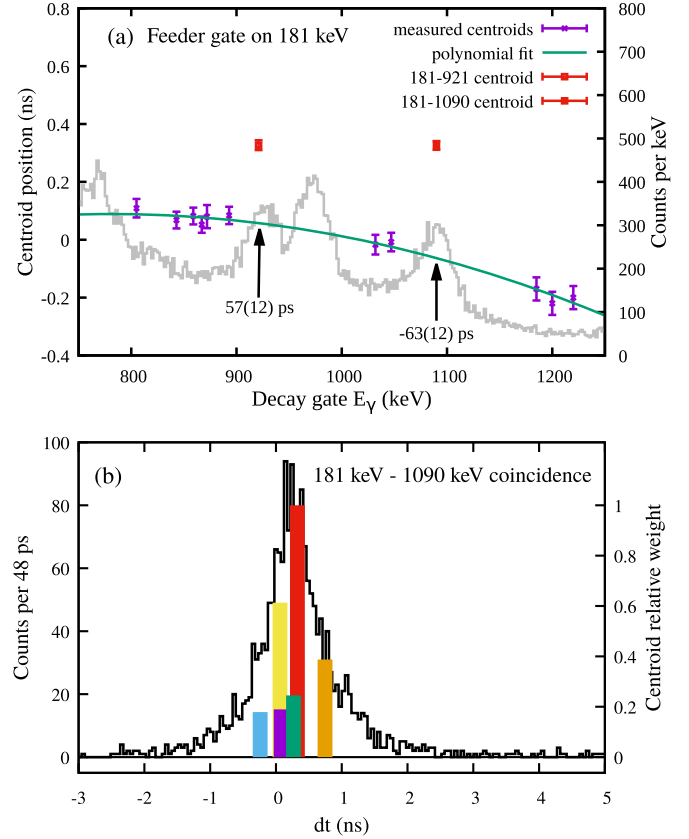 (a) Feeder gate on 181 keV
measured centroids
polynomial fit
181-921 centroid
181-1090 centroid
0.8
0.6
0.4
0.2
0
-0.2
-0.4
Centroid position (ns)
800
700
600
500
400
300
200
100
0
Counts per keV
57(12) ps
-63(12) ps
800
900
1000
1100
1200
Decay gate Eγ (keV)
(b)
181 keV - 1090 keV coincidence
100
80
60
40
20
0
Counts per 48 ps
1
0.8
0.6
0.4
0.2
0
Centroid relative weight
-3
-2
-1
0
1
2
3
4
5
dt (ns)